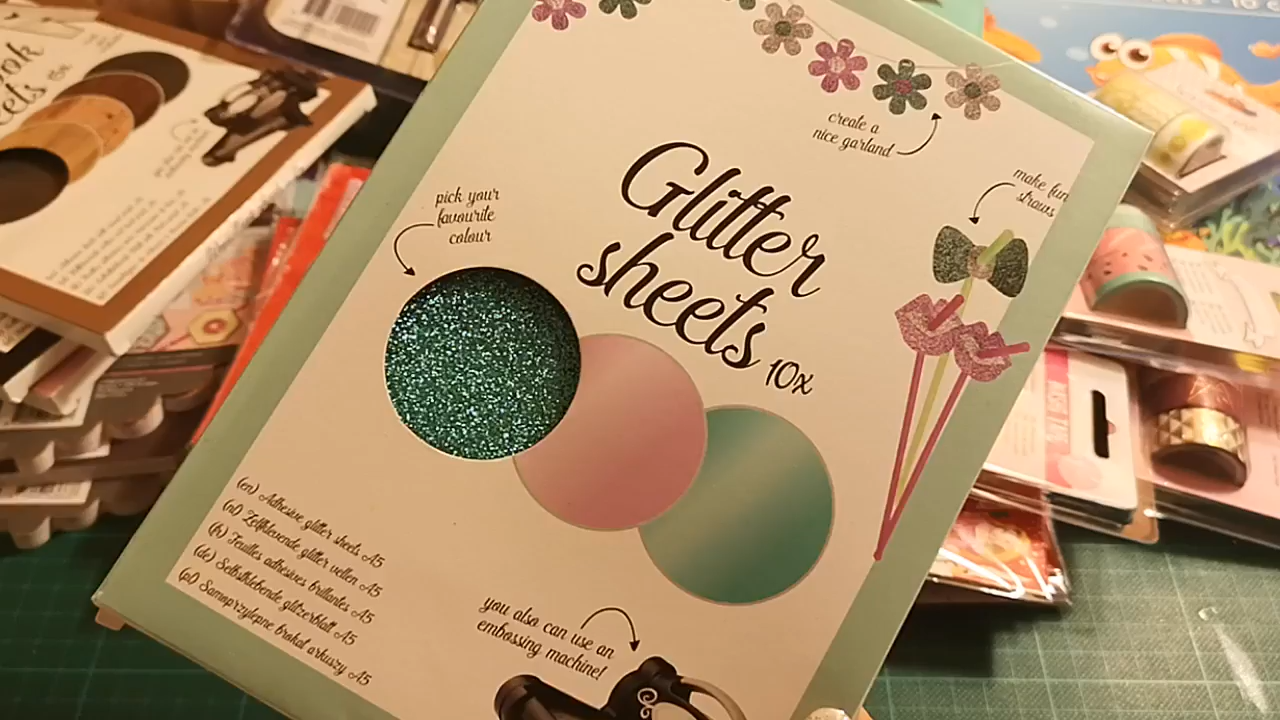 create a
nice garland
make fun
straws
pick your
favourite
colour
Glitter
sheets 10x
(en) Adhesive glitter sheets A5
(nl) Zelfklevende glitter vellen A5
(fr) Feuilles adhesives brillantes A5
(de) Selbstklebende glitzerblatt A5
(pl) Samoprzylepne brokat arkuszy A5
you also can use an
embossing machine!